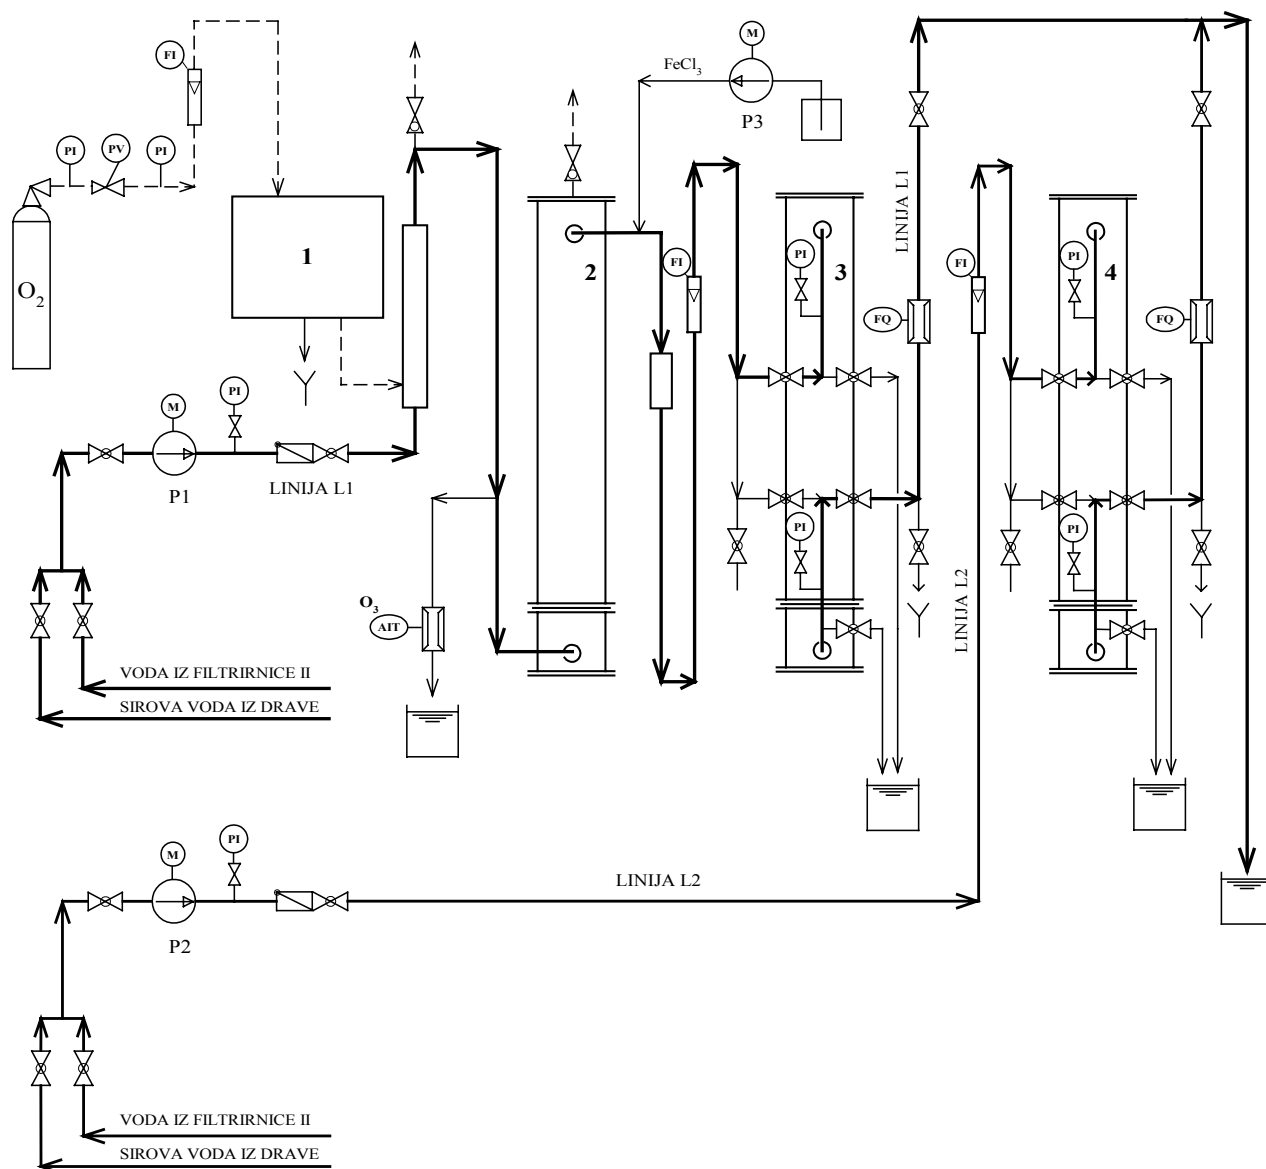 M
FI
FeCl3
P3
PI
PV
PI
LINIJA L1
1
2
FI
PI
3
FI
PI
4
O2
FQ
FQ
PI
M
P1
LINIJA L1
PI
PI
O3
AIT
LINIJA L2
VODA IZ FILTRIRNICE II
SIROVA VODA IZ DRAVE
PI
M
LINIJA L2
P2
VODA IZ FILTRIRNICE II
SIROVA VODA IZ DRAVE